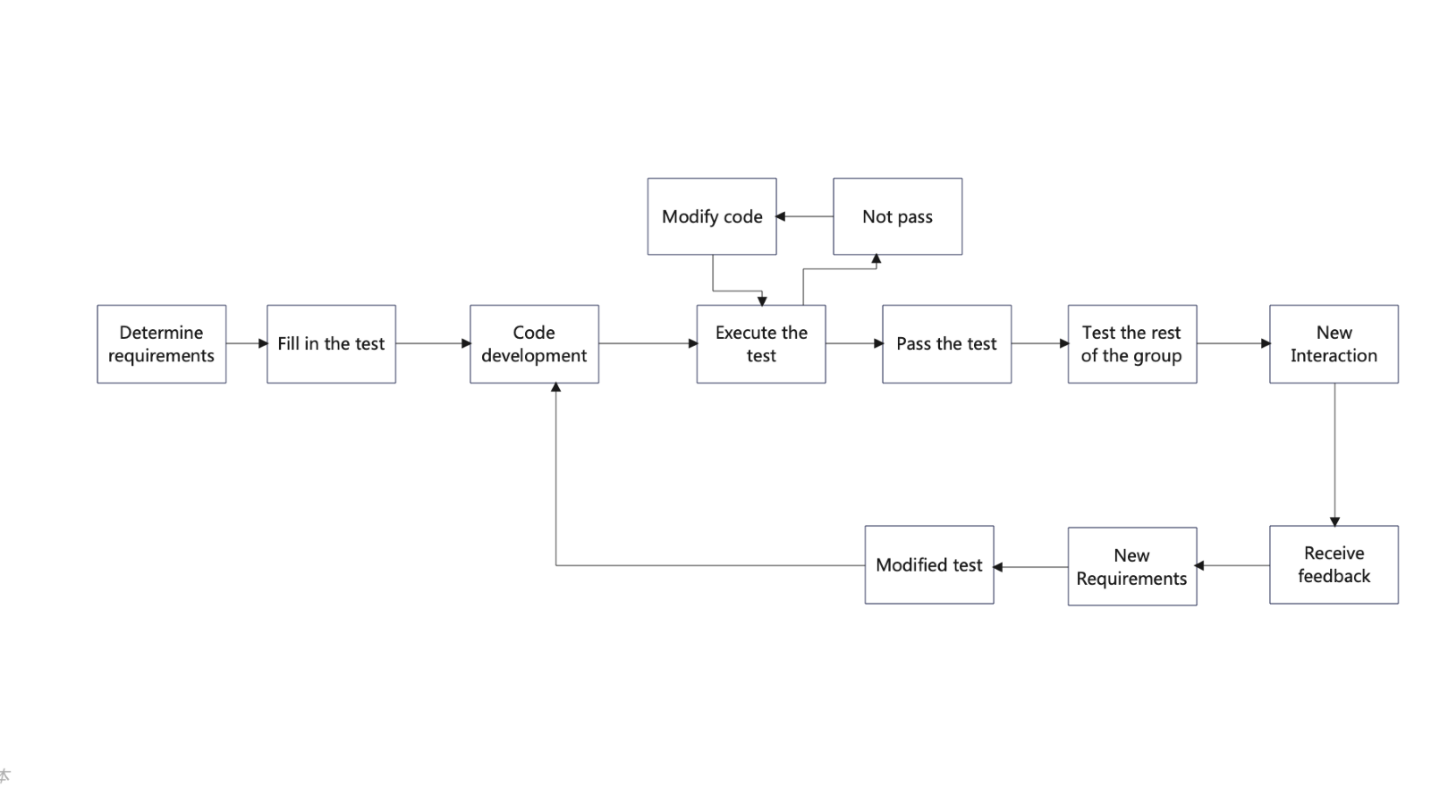 Modify code
Not pass
Determine
requirements
Fill in the test
Code
development
Execute the
test
Pass the test
Test the rest
of the group
New
Interaction
Modified test
New
Requirements
Receive
feedback
本